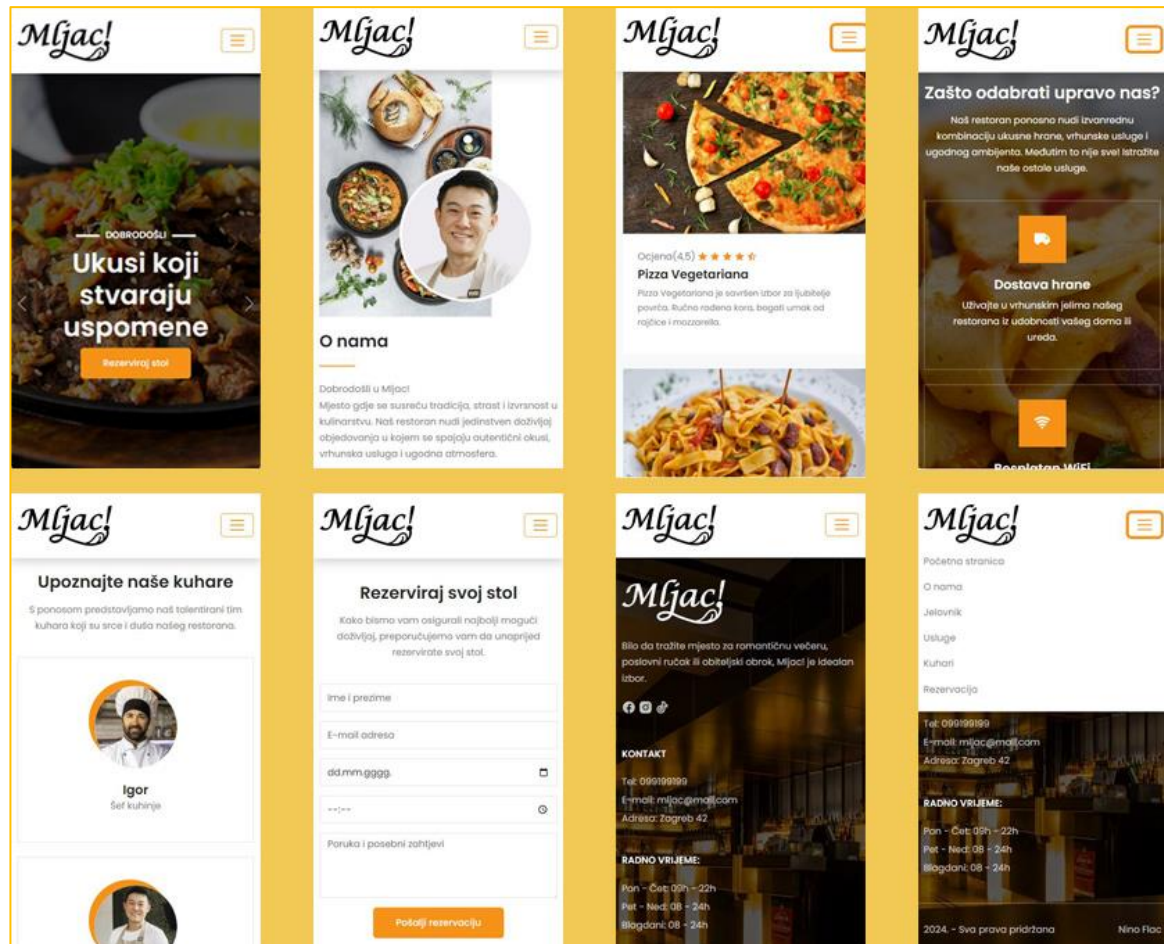 Mljac!
DOBRODOŠLI
Ukusi koji
stvaraju
uspomene
Rezerviraj stol
Mljac!
O nama
Dobrodošli u Mljac!
Mjesto gdje se susreću tradicija, strast i izvrsnost u
kulinarstvu. Naš restoran nudi jedinstven doživljaj
objedovanja u kojem se spajaju autentični okusi,
vrhunska usluga i ugodna atmosfera.
Mljac!
Ocjena(4,5)
Pizza Vegetariana
Pizza Vegetariana je savršen izbor za ljubitelje
povrća. Ručno rađena kora, bogati umak od
rajčice i mozzarella.
Mljac!
Zašto odabrati upravo nas?
Naš restoran ponosno nudi izvanrednu
kombinaciju ukusne hrane, vrhunske usluge i
ugodnog ambijenta. Međutim to nije sve! Istražite
naše ostale usluge.
Dostava hrane
Uživajte u vrhunskim jelima našeg
restorana iz udobnosti vašeg doma ili
ureda.
Besplatan WiFi
Mljac!
Upoznajte naše kuhare
S ponosom predstavljamo naš talentirani tim
kuhara koji su srce i duša našeg restorana.
Igor
Šef kuhinje
Mljac!
Rezerviraj svoj stol
Kako bismo vam osigurali najbolji mogući
doživljaj, preporučujemo vam da unaprijed
rezervirate svoj stol.
Ime i prezime
E-mail adresa
dd.mm.gggg.
--:--
Poruka i posebni zahtjevi
Pošalji rezervaciju
Mljac!
Mljac!
Bilo da tražite mjesto za romantičnu večeru,
poslovni ručak ili obiteljski obrok, Mljac! je idealan
izbor.
KONTAKT
Tel: 099199199
E-mail: mljac@mail.com
Adresa: Zagreb 42
RADNO VRIJEME:
Pon - Čet: 09h - 22h
Pet - Ned: 08 - 24h
Blagdani: 08 - 24h
Mljac!
Početna stranica
O nama
Jelovnik
Usluge
Kuhari
Rezervacija
Tel: 099199199
E-mail: mljac@mail.com
Adresa: Zagreb 42
RADNO VRIJEME:
Pon - Čet: 09h - 22h
Pet - Ned: 08 - 24h
Blagdani: 08 - 24h
2024. - Sva prava pridržana Nino Flac